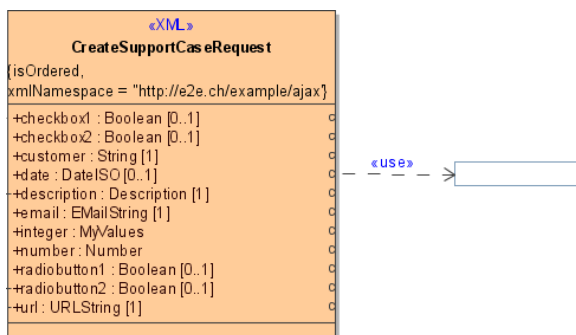 «XML»
CreateSupportCaseRequest
{isOrdered,
xmlNamespace = "http://e2e.ch/example/ajax"}
+checkbox1 : Boolean [0..1]
+checkbox2 : Boolean [0..1]
+customer : String [1]
+date : DateISO [0..1]
+description : Description [1]
+email : EMailString [1]
+integer : MyValues
+number : Number
+radiobutton1 : Boolean [0..1]
+radiobutton2 : Boolean [0..1]
+url : URLString [1]
«use»